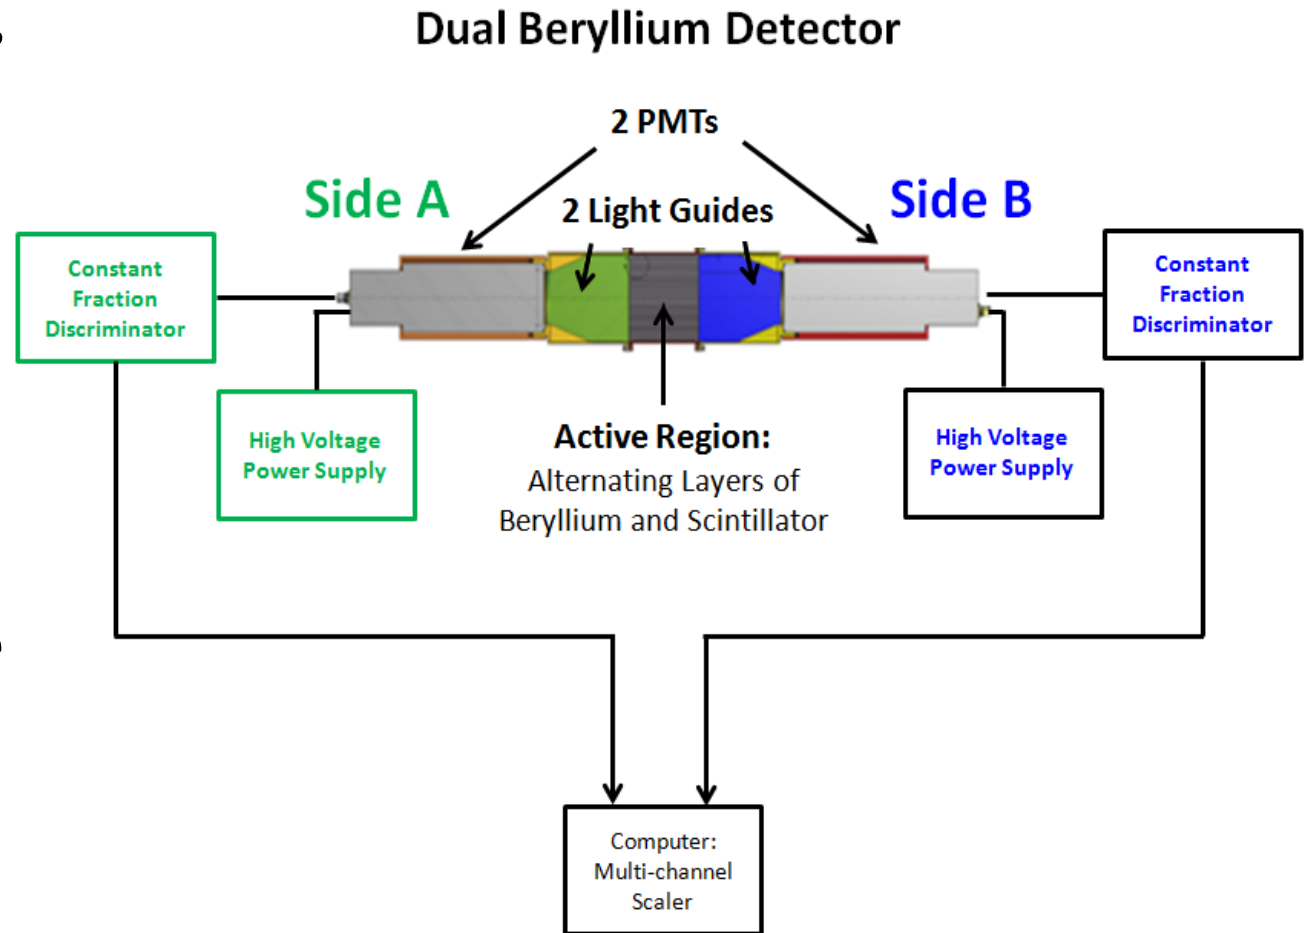 Dual Beryllium Detector
2 PMTs
Side A
2 Light Guides
Side B
Constant
Fraction
Discriminator
Constant
Fraction
Discriminator
High Voltage
Power Supply
Active Region:
Alternating Layers of
Beryllium and Scintillator
High Voltage
Power Supply
Computer:
Multi-channel
Scaler